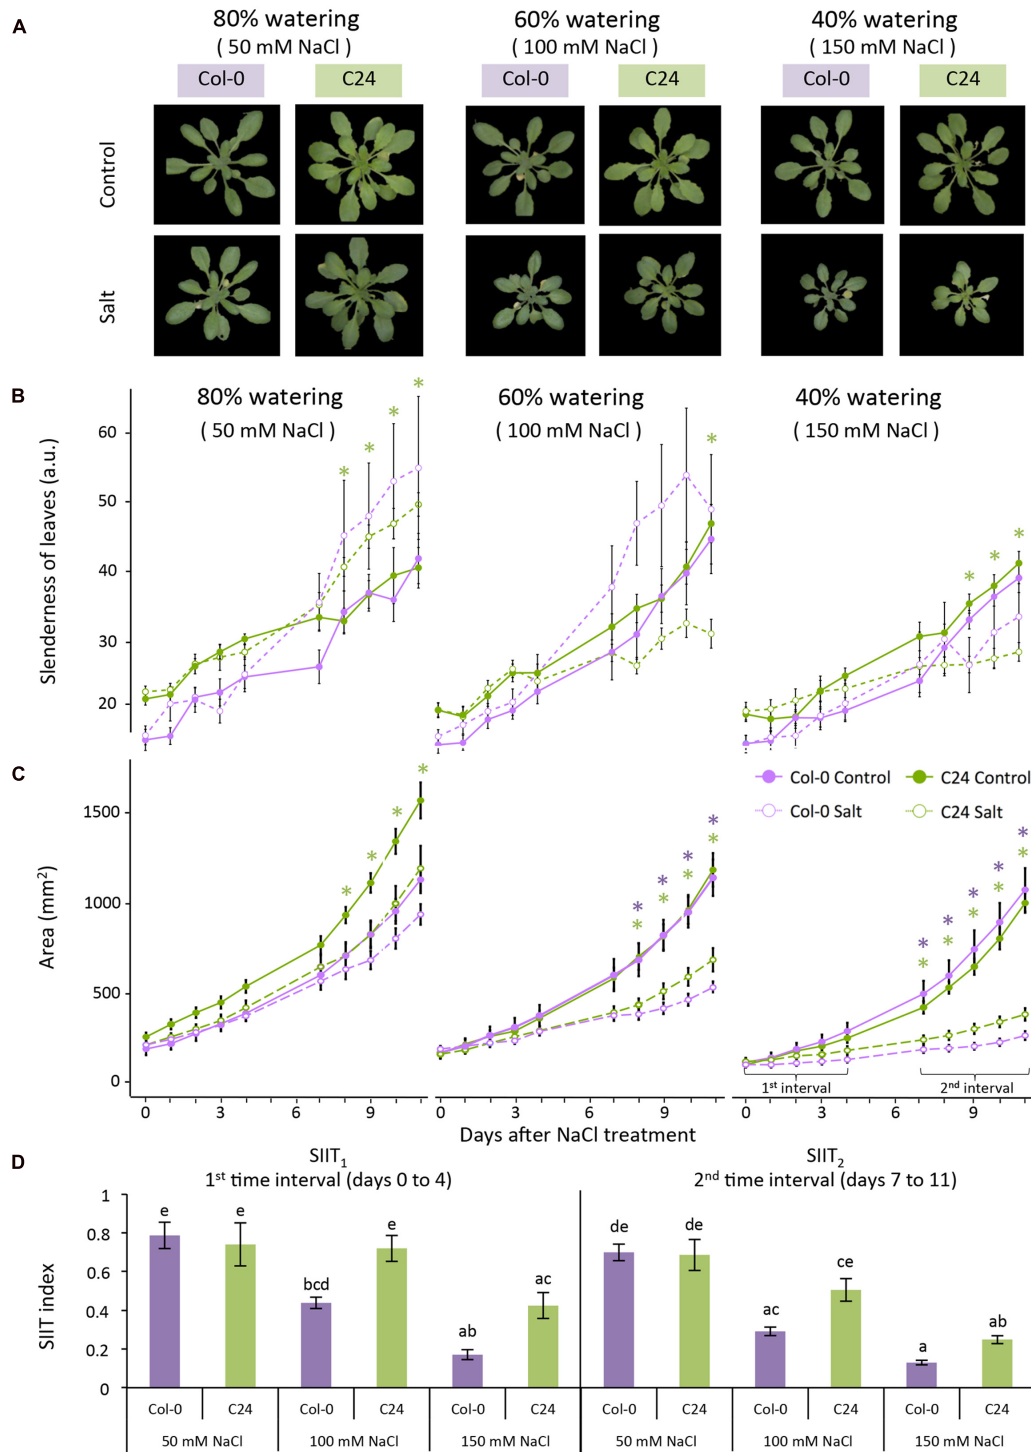 A
80% watering
( 50 mM NaCl )
60% watering
( 100 mM NaCl )
40% watering
( 150 mM NaCl )
Col-0
C24
Col-0
C24
Col-0
C24
Control
Salt
B
80% watering
( 50 mM NaCl )
60% watering
( 100 mM NaCl )
40% watering
( 150 mM NaCl )
Slenderness of leaves (a.u.)
60
50
40
30
20
* * * *
*
* * *
C
Col-0 Control
C24 Control
Col-0 Salt
C24 Salt
Area (mm²)
1500
1000
500
0
* * * *
* * * *
* * * *
* * * * *
* * * * *
1st interval
2nd interval
0 3 6 9
0 3 6 9
0 3 6 9
Days after NaCl treatment
D
SIIT₁
1st time interval (days 0 to 4)
SIIT₂
2nd time interval (days 7 to 11)
SIIT index
1
0.8
0.6
0.4
0.2
0
e
e
bcd
e
ab
ac
de
de
ac
ce
a
ab
Col-0
C24
Col-0
C24
Col-0
C24
Col-0
C24
Col-0
C24
Col-0
C24
50 mM NaCl
100 mM NaCl
150 mM NaCl
50 mM NaCl
100 mM NaCl
150 mM NaCl